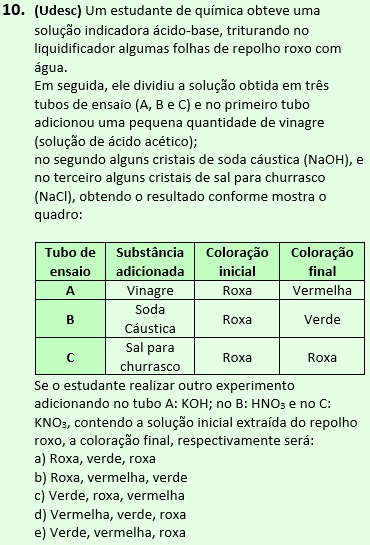 10. (Udesc) Um estudante de química obteve uma
solução indicadora ácido-base, triturando no
liquidificador algumas folhas de repolho roxo com
água.
Em seguida, ele dividiu a solução obtida em três
tubos de ensaio (A, B e C) e no primeiro tubo
adicionou uma pequena quantidade de vinagre
(solução de ácido acético);
no segundo alguns cristais de soda cáustica (NaOH), e
no terceiro alguns cristais de sal para churrasco
(NaCl), obtendo o resultado conforme mostra o
quadro:
Tubo de ensaio Substância adicionada Coloração inicial Coloração final
A Vinagre Roxa Vermelha
B Soda Cáustica Roxa Verde
C Sal para churrasco Roxa Roxa
Se o estudante realizar outro experimento
adicionando no tubo A: KOH; no B: HNO₃ e no C:
KNO₃, contendo a solução inicial extraída do repolho
roxo, a coloração final, respectivamente será:
a) Roxa, verde, roxa
b) Roxa, vermelha, verde
c) Verde, roxa, vermelha
d) Vermelha, verde, roxa
e) Verde, vermelha, roxa